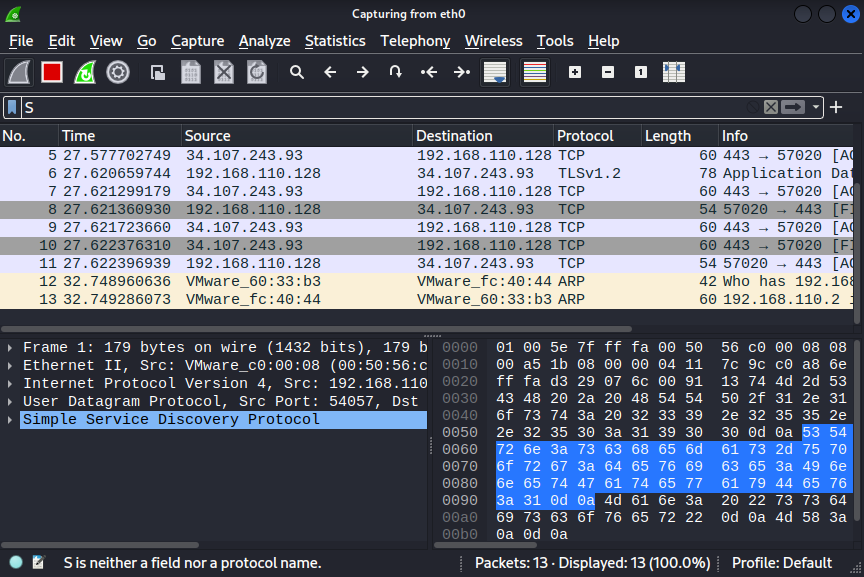 Capturing from eth0
File Edit View Go Capture Analyze Statistics Telephony Wireless Tools Help
S
No. Time Source Destination Protocol Length Info
5 27.577702749 34.107.243.93 192.168.110.128 TCP 60 443 → 57020 [AC
6 27.620659744 192.168.110.128 34.107.243.93 TLSv1.2 78 Application Dat
7 27.621299179 34.107.243.93 192.168.110.128 TCP 60 443 → 57020 [AC
8 27.621360930 192.168.110.128 34.107.243.93 TCP 54 57020 → 443 [FI
9 27.621723660 34.107.243.93 192.168.110.128 TCP 60 443 → 57020 [AC
10 27.622376310 34.107.243.93 192.168.110.128 TCP 60 443 → 57020 [FI
11 27.622396939 192.168.110.128 34.107.243.93 TCP 54 57020 → 443 [AC
12 32.748960636 VMware_60:33:b3 VMware_fc:40:44 ARP 42 Who has 192.168
13 32.749286073 VMware_fc:40:44 VMware_60:33:b3 ARP 60 192.168.110.2 i
Frame 1: 179 bytes on wire (1432 bits), 179 b
Ethernet II, Src: VMware_c0:00:08 (00:50:56:c
Internet Protocol Version 4, Src: 192.168.110
User Datagram Protocol, Src Port: 54057, Dst
Simple Service Discovery Protocol
0000 01 00 5e 7f ff fa 00 50 56 c0 00 08 08
0010 00 a5 1b 08 00 00 04 11 7c 9c c0 a8 6e
0020 ff fa d3 29 07 6c 00 91 13 74 4d 2d 53
0030 43 48 20 2a 20 48 54 54 50 2f 31 2e 31
0040 6f 73 74 3a 20 32 33 39 2e 32 35 35 2e
0050 2e 32 35 30 3a 31 39 30 30 0d 0a 53 54
0060 72 6e 3a 73 63 68 65 6d 61 73 2d 75 70
0070 6f 72 67 3a 64 65 76 69 63 65 3a 49 6e
0080 6e 65 74 47 61 74 65 77 61 79 44 65 76
0090 3a 31 0d 0a 4d 61 6e 3a 20 22 73 73 64
00a0 69 73 63 6f 76 65 72 22 0d 0a 4d 58 3a
00b0 0a 0d 0a
S is neither a field nor a protocol name.
Packets: 13 · Displayed: 13 (100.0%)
Profile: Default